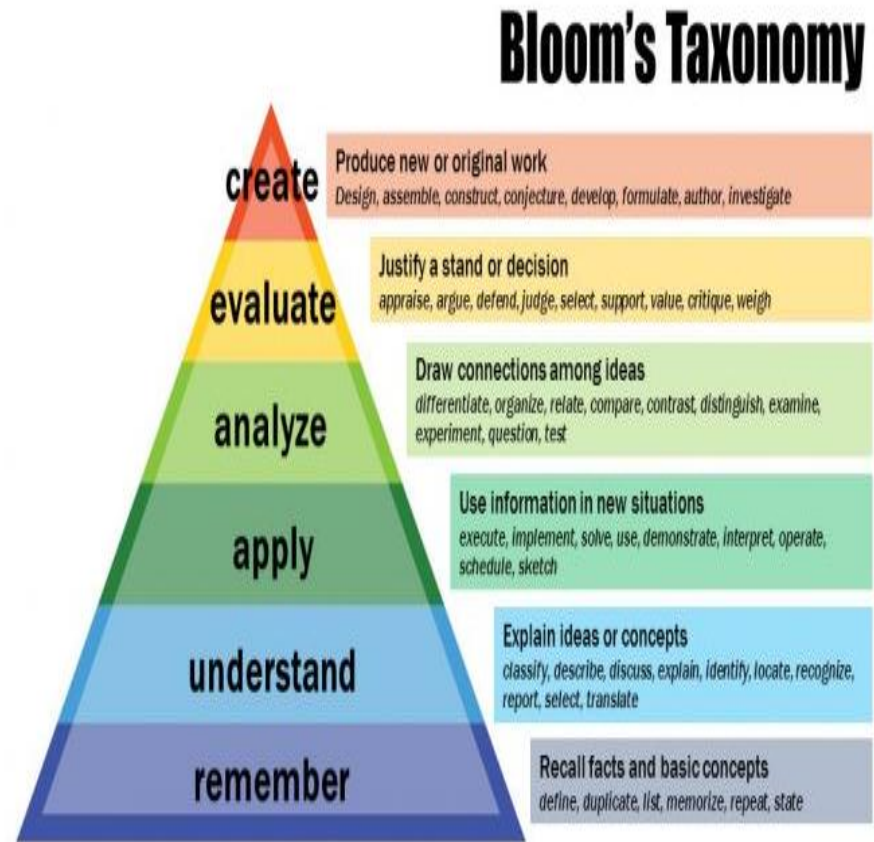 Bloom's Taxonomy
create
Produce new or original work
Design, assemble, construct, conjecture, develop, formulate, author, investigate
evaluate
Justify a stand or decision
appraise, argue, defend, judge, select, support, value, critique, weigh
analyze
Draw connections among ideas
differentiate, organize, relate, compare, contrast, distinguish, examine,
experiment, question, test
apply
Use information in new situations
execute, implement, solve, use, demonstrate, interpret, operate,
schedule, sketch
understand
Explain ideas or concepts
classify, describe, discuss, explain, identify, locate, recognize,
report, select, translate
remember
Recall facts and basic concepts
define, duplicate, list, memorize, repeat, state